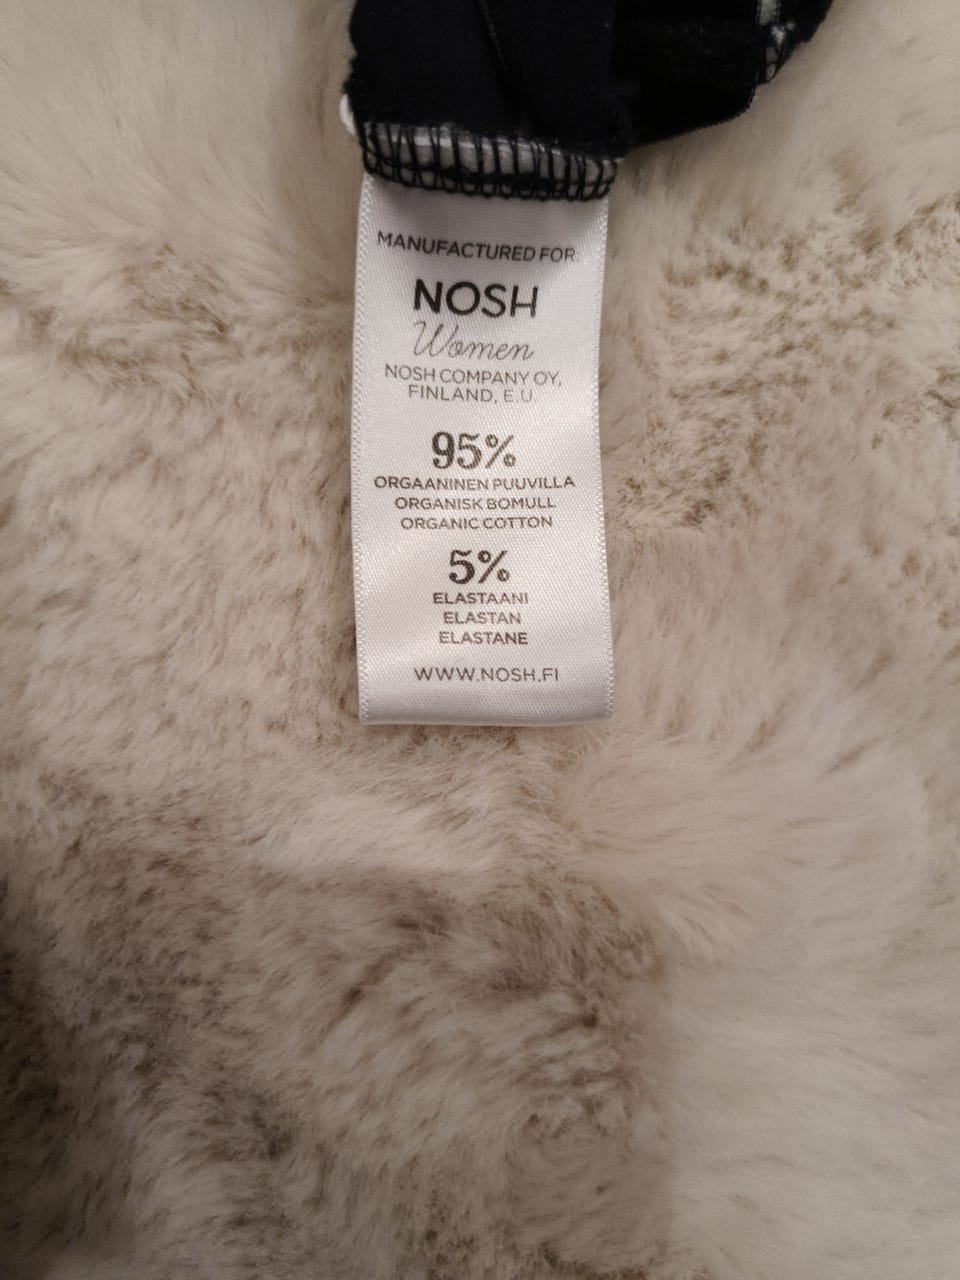 MANUFACTURED FOR:
NOSH
Women
NOSH COMPANY OY,
FINLAND, E.U.
95%
ORGAANINEN PUUVILLA
ORGANISK BOMULL
ORGANIC COTTON
5%
ELASTAANI
ELASTAN
ELASTANE
WWW.NOSH.FI